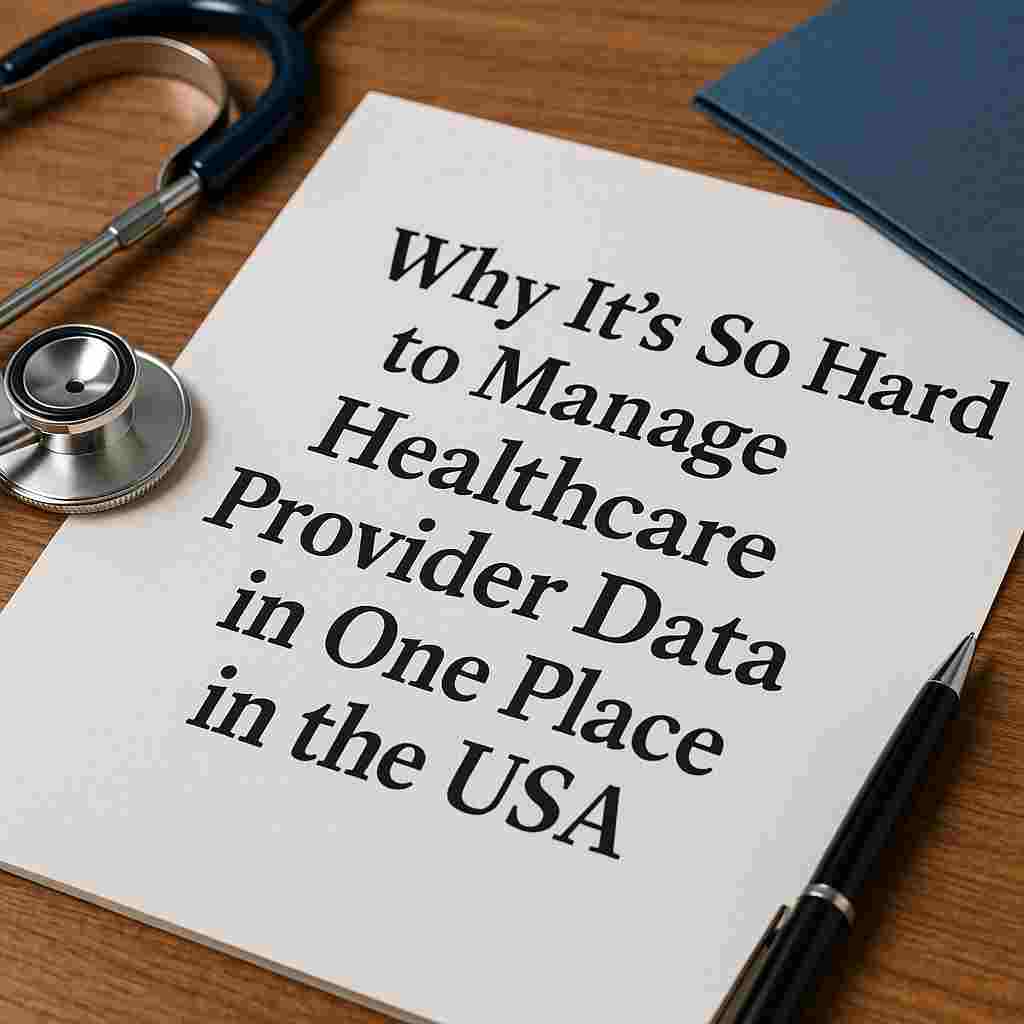 Why It's So Hard
to Manage
Healthcare
Provider Data
in One Place
in the USA